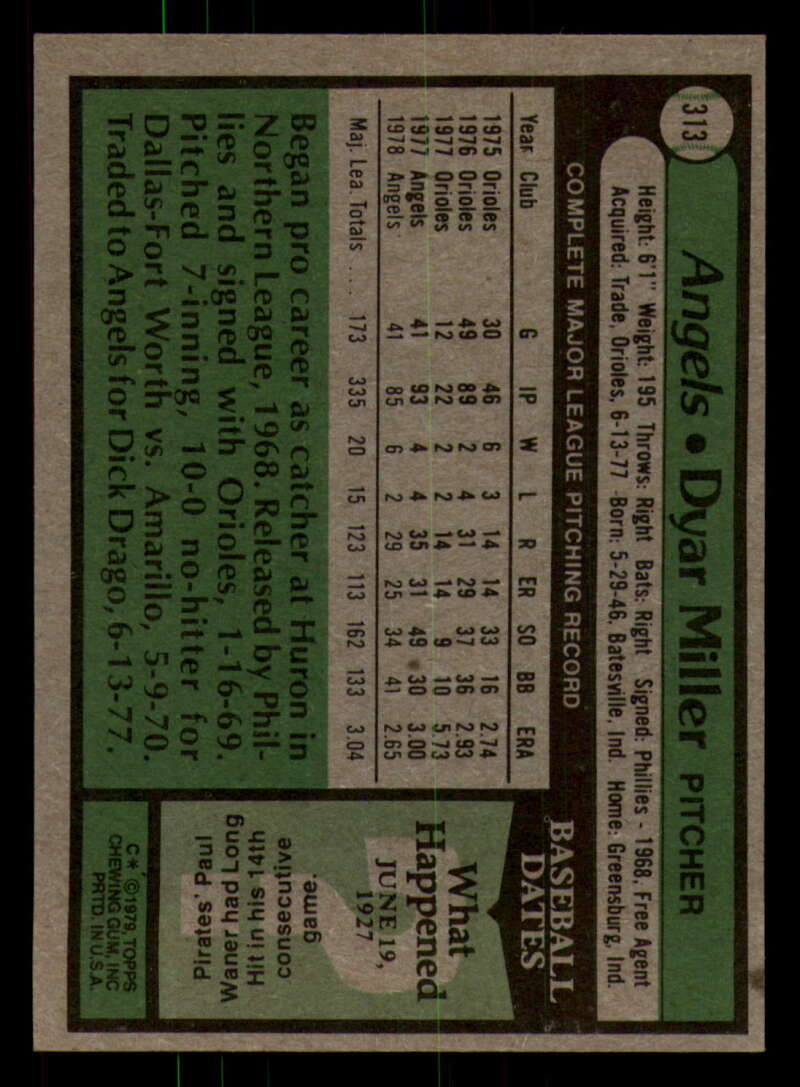 313
Angels • Dyar Miller PITCHER
Height: 6'1" Weight: 195 Throws: Right Bats: Right Signed: Phillies - 1968, Free Agent
Acquired: Trade, Orioles, 6-13-77 Born: 5-29-46, Batesville, Ind. Home: Greensburg, Ind.
COMPLETE MAJOR LEAGUE PITCHING RECORD
Year Club G IP W L R ER SO BB ERA
1975 Orioles 30 46 6 3 14 14 33 16 2.74
1976 Orioles 49 89 2 4 31 29 37 36 2.93
1977 Orioles 12 22 2 2 14 14 9 10 5.73
1977 Angels 41 93 4 4 35 31 49 30 3.00
1978 Angels 41 85 6 2 29 25 34 41 2.65
Maj. Lea. Totals .... 173 335 20 15 123 113 162 133 3.04
Began pro career as catcher at Huron in
Northern League, 1968. Released by Phil-
lies and signed with Orioles, 1-16-69.
Pitched 7-inning, 10-0 no-hitter for
Dallas-Fort Worth vs. Amarillo, 5-9-70.
Traded to Angels for Dick Drago, 6-13-77.
BASEBALL
DATES
What
Happened
JUNE 19,
1927
?
Pirates' Paul
Waner had Long
Hit in his 14th
consecutive
game.
C* ©1979 TOPPS
CHEWING GUM, INC
PRTD. IN U.S.A.